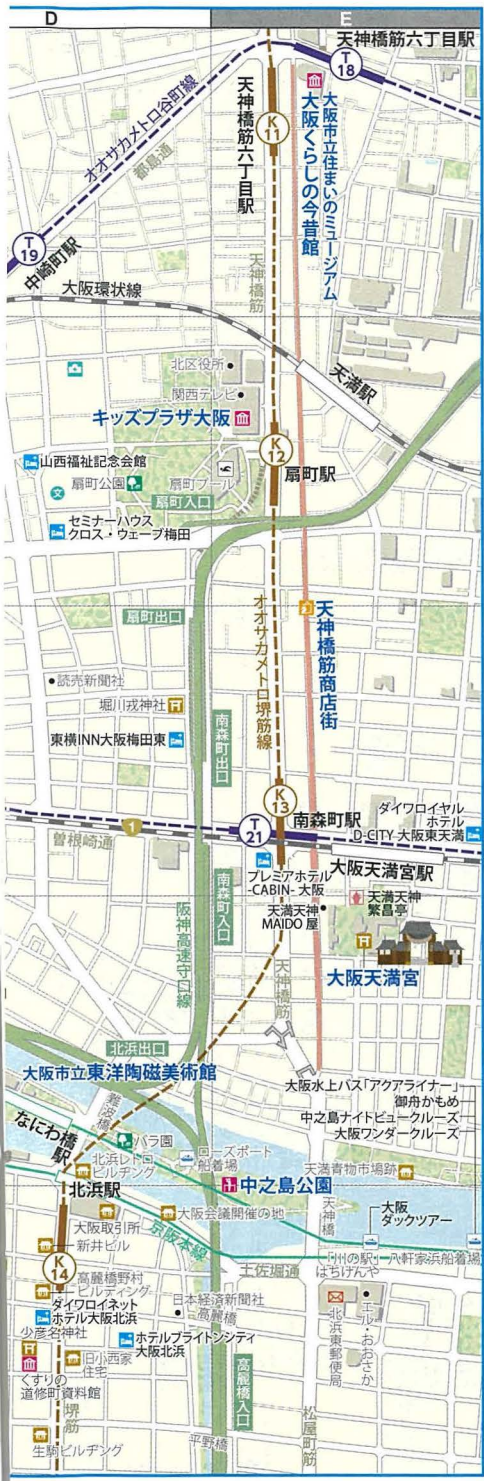 D
E
天神橋筋六丁目駅
T
18
K
11
天神橋筋六丁目駅
大阪市立住まいのミュージアム
大阪くらしの今昔館
オオサカメトロ谷町線
都島通
T
19
中崎町駅
大阪環状線
天神橋筋
北区役所
関西テレビ
天満駅
キッズプラザ大阪
K
12
扇町駅
山西福祉記念会館
扇町公園
扇町プール
扇町入口
文
セミナーハウス
クロス・ウェーブ梅田
扇町出口
オオサカメトロ堺筋線
天神橋筋商店街
読売新聞社
堀川戎神社
東横INN大阪梅田東
南森町出口
K
13
南森町駅
T
21
ダイワロイヤル
ホテル
D-CITY 大阪東天満
1
曽根崎通
大阪天満宮駅
プレミアホテル
-CABIN- 大阪
南森町入口
阪神高速守口線
天満天神
MAIDO 屋
天満天神
繁昌亭
大阪天満宮
天神橋筋
北浜出口
大阪市立東洋陶磁美術館
難波橋
大阪水上バス「アクアライナー」
御舟かもめ
中之島ナイトビュークルーズ
大阪ワンダークルーズ
なにわ橋駅
バラ園
ローズポート
船着場
北浜レトロ
ビルヂング
天満青物市場跡
北浜駅
中之島公園
大阪取引所
大阪会議開催の地
天神橋
大阪
ダックツアー
新井ビル
京阪本線
K
14
土佐堀通
「川の駅」
はちけんや
八軒家浜船着場
高麗橋野村
ビルディング
ダイワロイネット
ホテル大阪北浜
日本経済新聞社
高麗橋
北浜東郵便局
エル・おおさか
少彦名神社
ホテルブライトンシティ
大阪北浜
旧小西家
住宅
くすりの
道修町資料館
高麗橋入口
堺筋
松屋町筋
生駒ビルヂング
平野橋